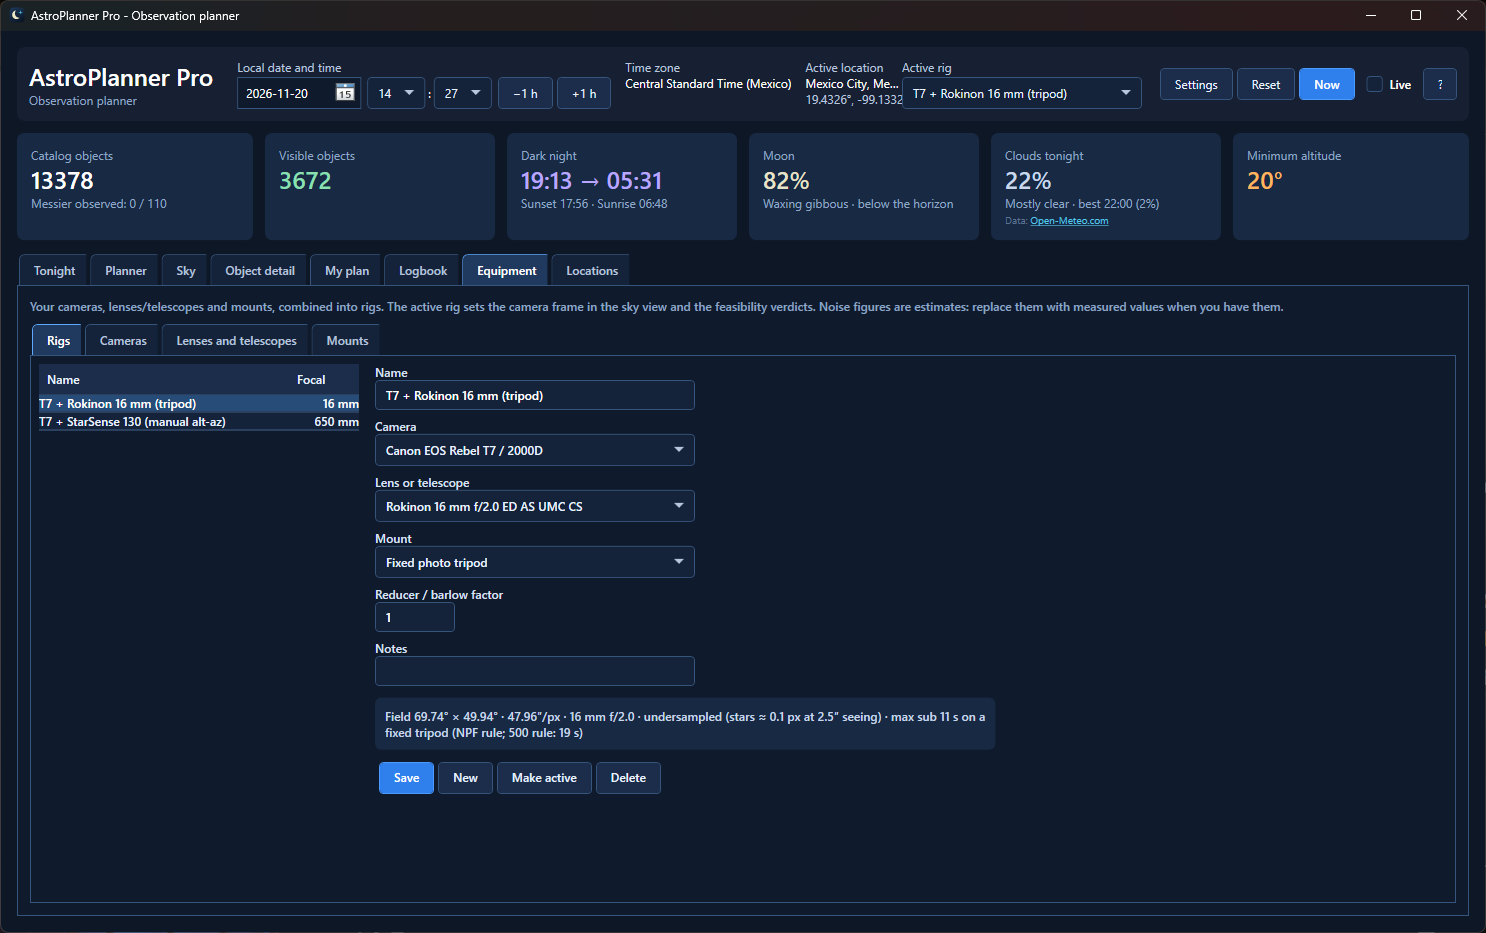 AstroPlanner Pro - Observation planner
AstroPlanner Pro
Observation planner
Local date and time
2026-11-20
15
14
:
27
−1 h
+1 h
Time zone
Central Standard Time (Mexico)
Active location
Mexico City, Me...
19.4326°, -99.1332
Active rig
T7 + Rokinon 16 mm (tripod)
Settings
Reset
Now
Live
?
Catalog objects
13378
Messier observed: 0 / 110
Visible objects
3672
Dark night
19:13 → 05:31
Sunset 17:56 · Sunrise 06:48
Moon
82%
Waxing gibbous · below the horizon
Clouds tonight
22%
Mostly clear · best 22:00 (2%)
Data: Open-Meteo.com
Minimum altitude
20°
Tonight
Planner
Sky
Object detail
My plan
Logbook
Equipment
Locations
Your cameras, lenses/telescopes and mounts, combined into rigs. The active rig sets the camera frame in the sky view and the feasibility verdicts. Noise figures are estimates: replace them with measured values when you have them.
Rigs
Cameras
Lenses and telescopes
Mounts
Name Focal
T7 + Rokinon 16 mm (tripod) 16 mm
T7 + StarSense 130 (manual alt-az) 650 mm
Name
T7 + Rokinon 16 mm (tripod)
Camera
Canon EOS Rebel T7 / 2000D
Lens or telescope
Rokinon 16 mm f/2.0 ED AS UMC CS
Mount
Fixed photo tripod
Reducer / barlow factor
1
Notes
Field 69.74° × 49.94° · 47.96″/px · 16 mm f/2.0 · undersampled (stars ≈ 0.1 px at 2.5″ seeing) · max sub 11 s on a
fixed tripod (NPF rule; 500 rule: 19 s)
Save
New
Make active
Delete